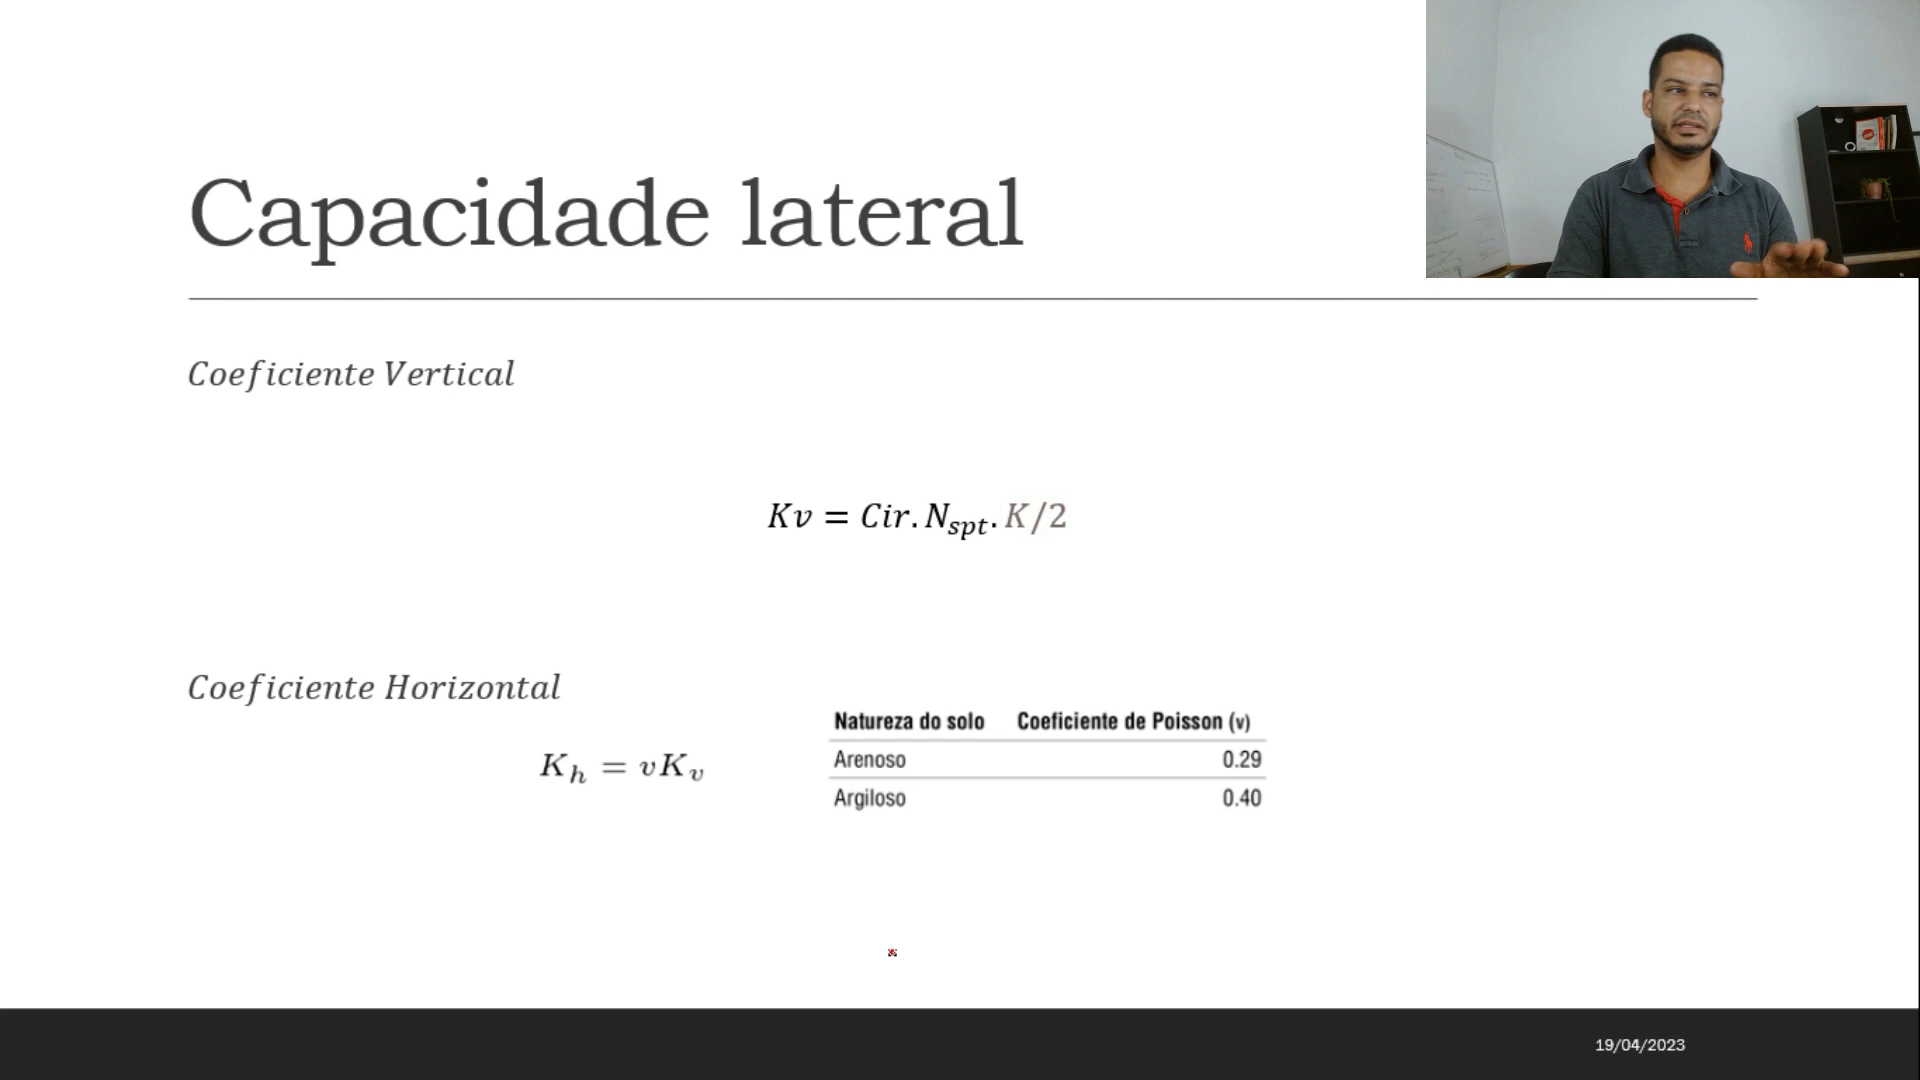 Capacidade lateral
Coeficiente Vertical
Kv = Cir. N_spt. K/2
Coeficiente Horizontal
Natureza do solo Coeficiente de Poisson (v)
K_h = vK_v
Arenoso 0.29
Argiloso 0.40
19/04/2023